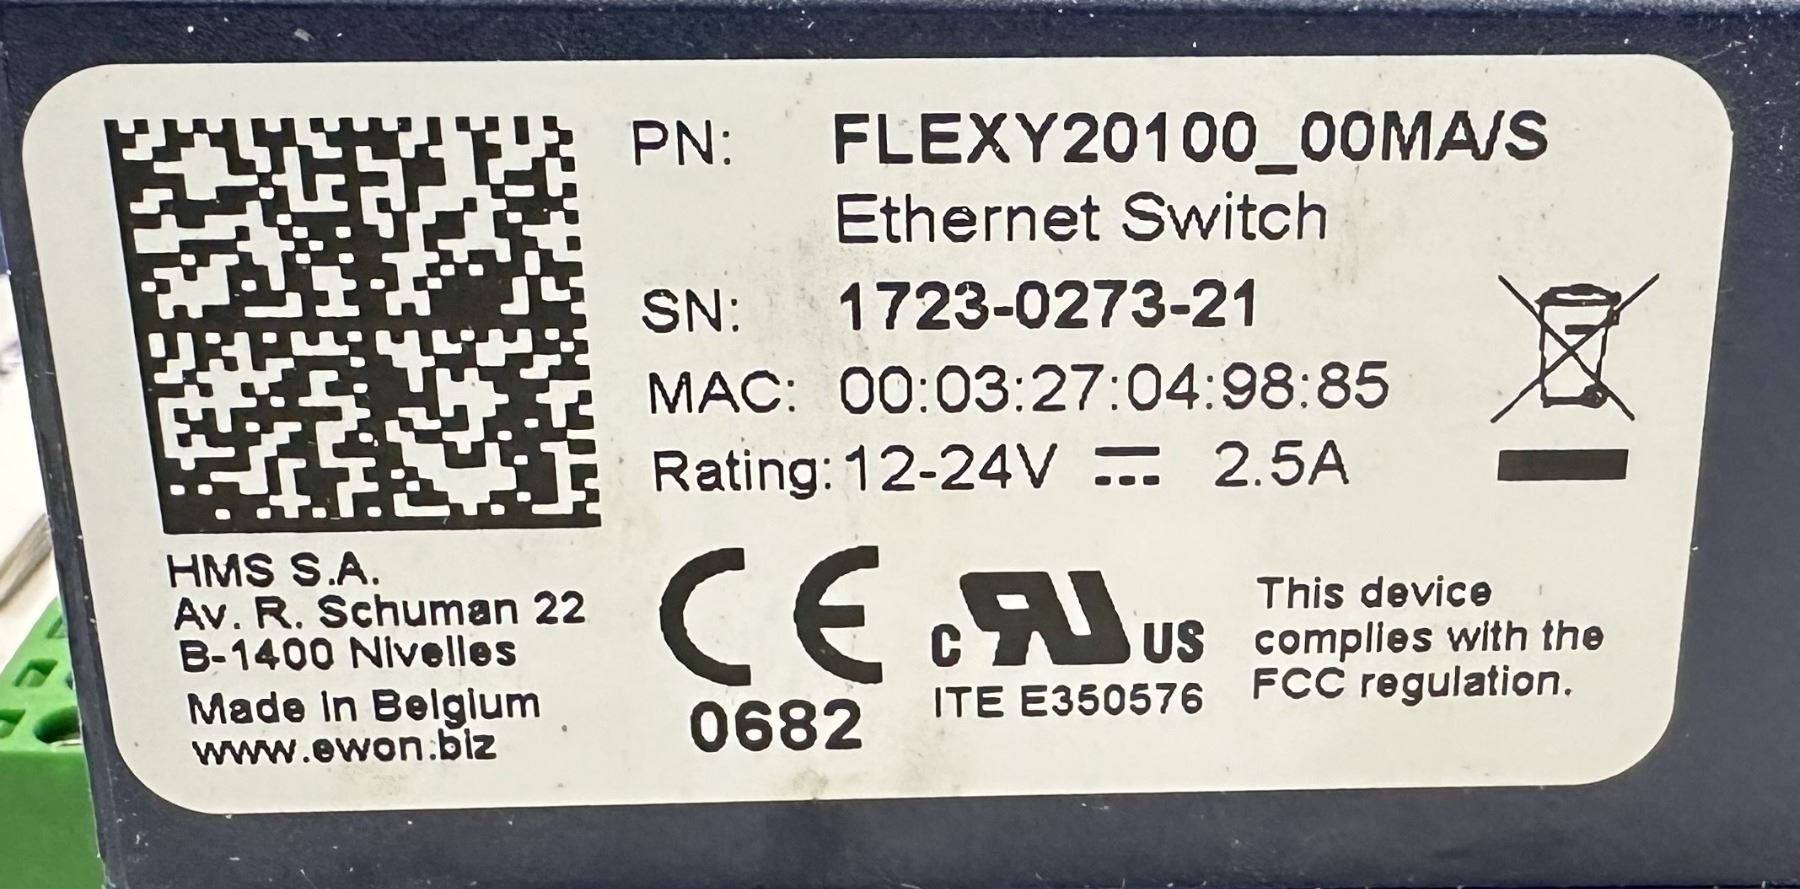 PN: FLEXY20100_00MA/S
Ethernet Switch
SN: 1723-0273-21
MAC: 00:03:27:04:98:85
Rating: 12-24V 2.5A
HMS S.A.
Av. R. Schuman 22
B-1400 Nivelles
Made in Belgium
www.ewon.biz
CE
0682
c RU US
ITE E350576
This device
complies with the
FCC regulation.